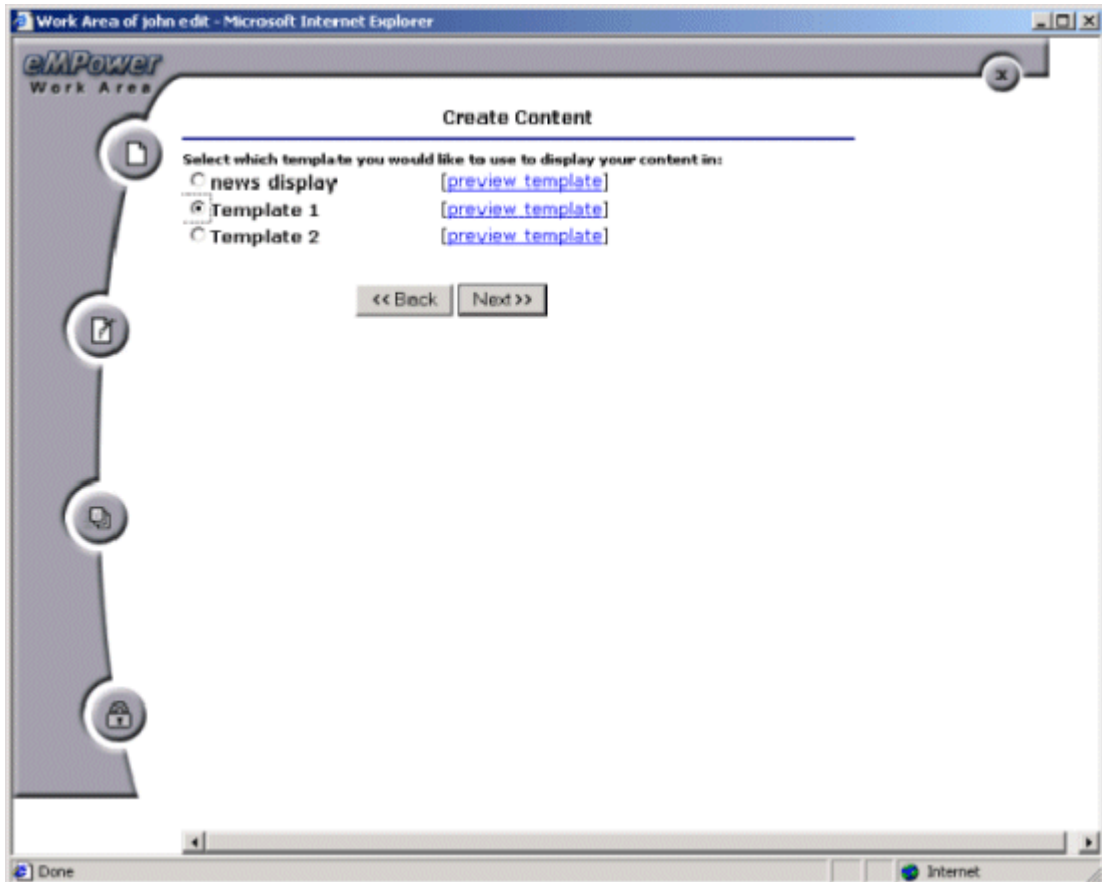 Work Area of john edit - Microsoft Internet Explorer
eMPower
Work Area
x
Create Content
Select which template you would like to use to display your content in:
news display [preview template]
Template 1 [preview template]
Template 2 [preview template]
<< Back Next >>
Done Internet